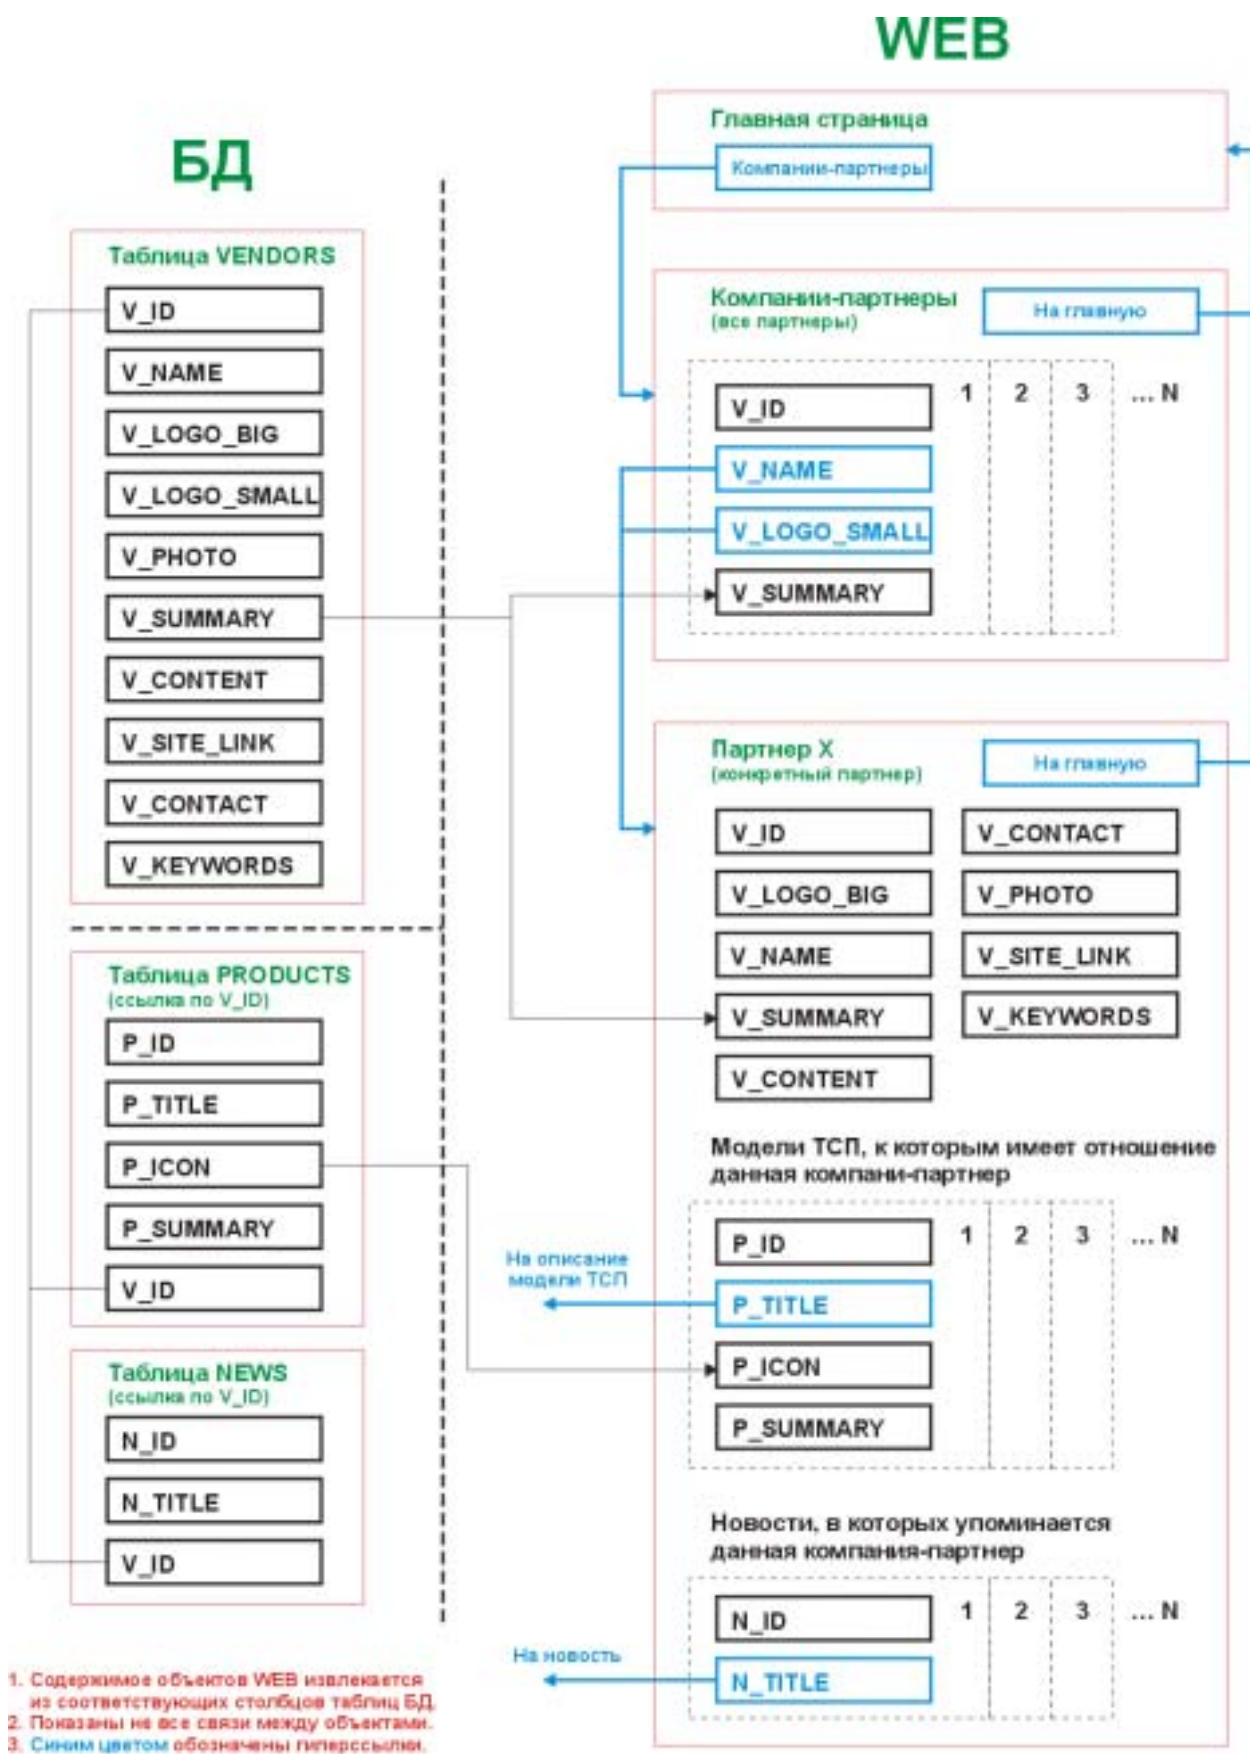 WEB
БД
Таблица VENDORS
V_ID
V_NAME
V_LOGO_BIG
V_LOGO_SMALL
V_PHOTO
V_SUMMARY
V_CONTENT
V_SITE_LINK
V_CONTACT
V_KEYWORDS
Таблица PRODUCTS
(ссылка по V_ID)
P_ID
P_TITLE
P_ICON
P_SUMMARY
V_ID
Таблица NEWS
(ссылка по V_ID)
N_ID
N_TITLE
V_ID
1. Содержимое объектов WEB извлекается
из соответствующих столбцов таблиц БД.
2. Показаны не все связи между объектами.
3. Синим цветом обозначены гиперссылки.
Главная страница
Компании-партнеры
Компании-партнеры
(все партнеры)
На главную
V_ID
V_NAME
V_LOGO_SMALL
V_SUMMARY
1 2 3 ... N
Партнер X
(конкретный партнер)
На главную
V_ID
V_LOGO_BIG
V_NAME
V_SUMMARY
V_CONTENT
V_CONTACT
V_PHOTO
V_SITE_LINK
V_KEYWORDS
Модели ТСП, к которым имеет отношение
данная компани-партнер
P_ID
P_TITLE
P_ICON
P_SUMMARY
1 2 3 ... N
На описание
модели ТСП
Новости, в которых упоминается
данная компания-партнер
N_ID
N_TITLE
1 2 3 ... N
На новость